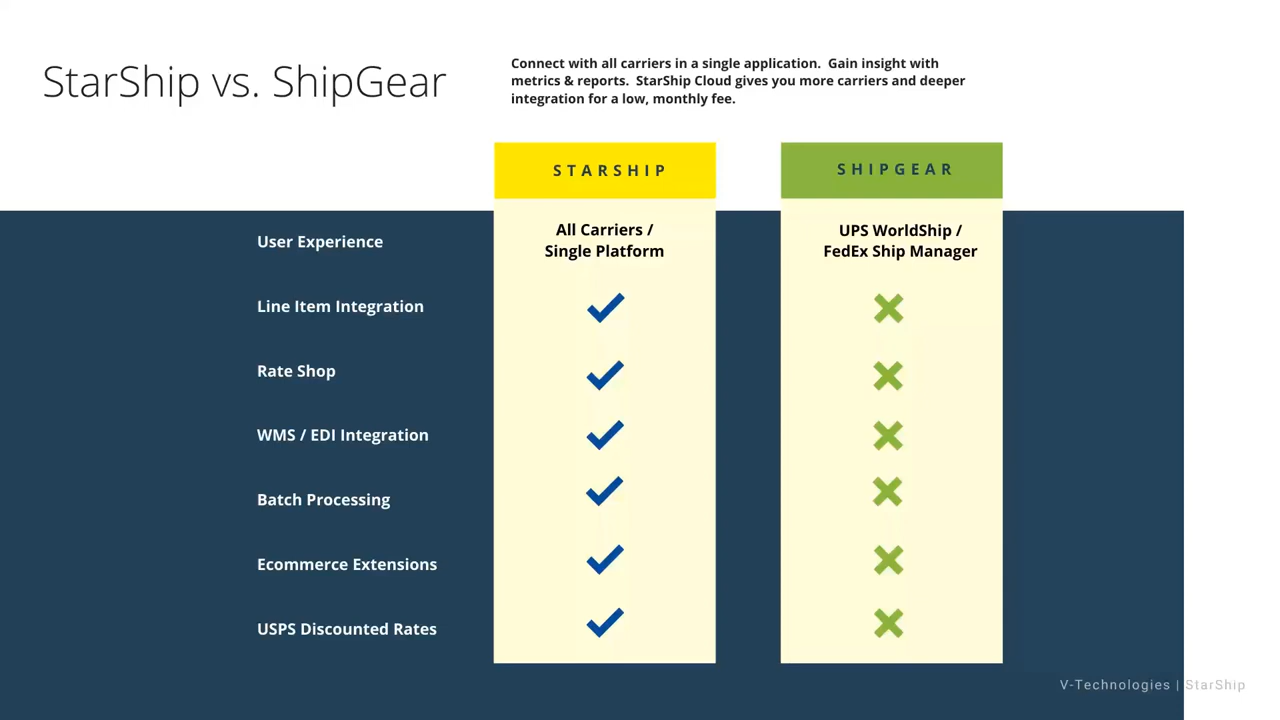 StarShip vs. ShipGear
Connect with all carriers in a single application. Gain insight with
metrics & reports. StarShip Cloud gives you more carriers and deeper
integration for a low, monthly fee.
STARSHIP
SHIPGEAR
User Experience
All Carriers /
Single Platform
UPS WorldShip /
FedEx Ship Manager
Line Item Integration
Rate Shop
WMS / EDI Integration
Batch Processing
Ecommerce Extensions
USPS Discounted Rates
V-Technologies | StarShip